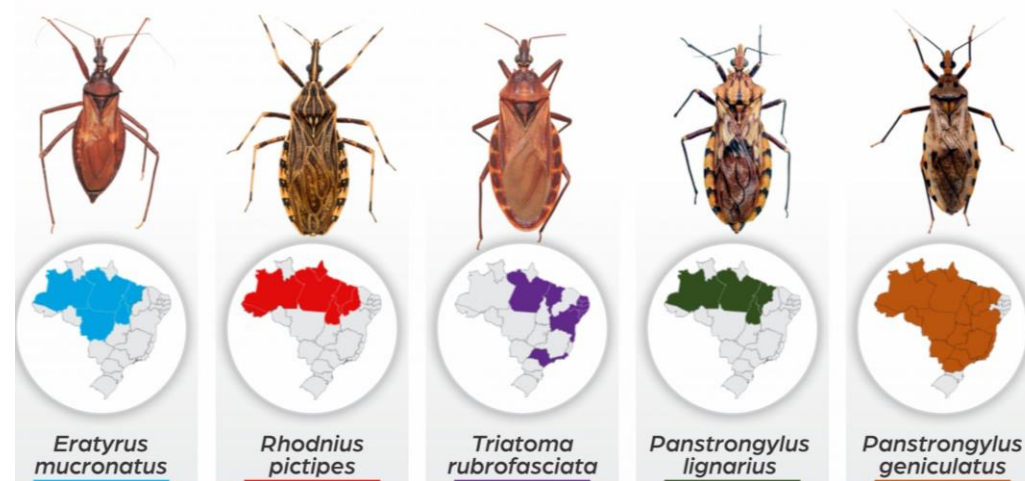 Eratyrus
mucronatus
Rhodnius
pictipes
Triatoma
rubrofasciata
Panstrongylus
lignarius
Panstrongylus
geniculatus